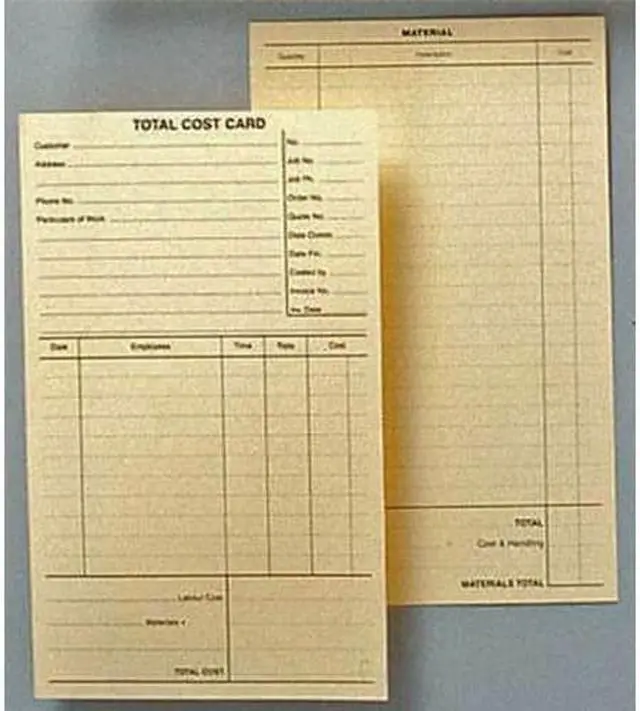 MATERIAL
Quantity Description Cost
TOTAL COST CARD
Customer
Address
Phone No.
Particulars of Work
No.
Job No.
Job Ph.
Order No.
Quote No.
Date Comm.
Date Fin.
Costed by
Invoice No.
Inv. Date
Date Employees Time Rate Cost
Labour Cost
Materials +
TOTAL COST
TOTAL
Cost & Handling
MATERIALS TOTAL